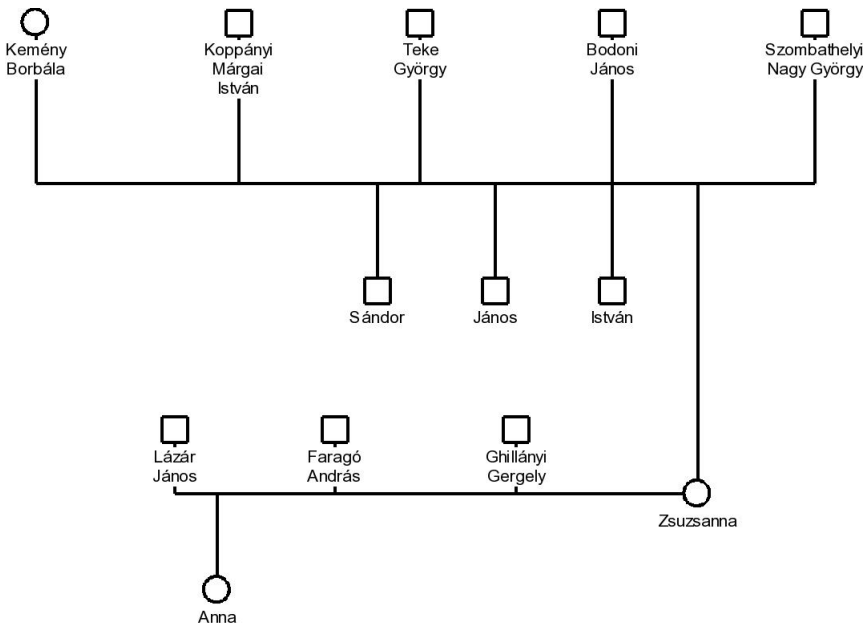 Kemény
Borbála
Koppányi
Márgai
István
Teke
György
Bodoni
János
Szombathelyi
Nagy György
Sándor
János
István
Lázár
János
Faragó
András
Ghillányi
Gergely
Zsuzsanna
Anna